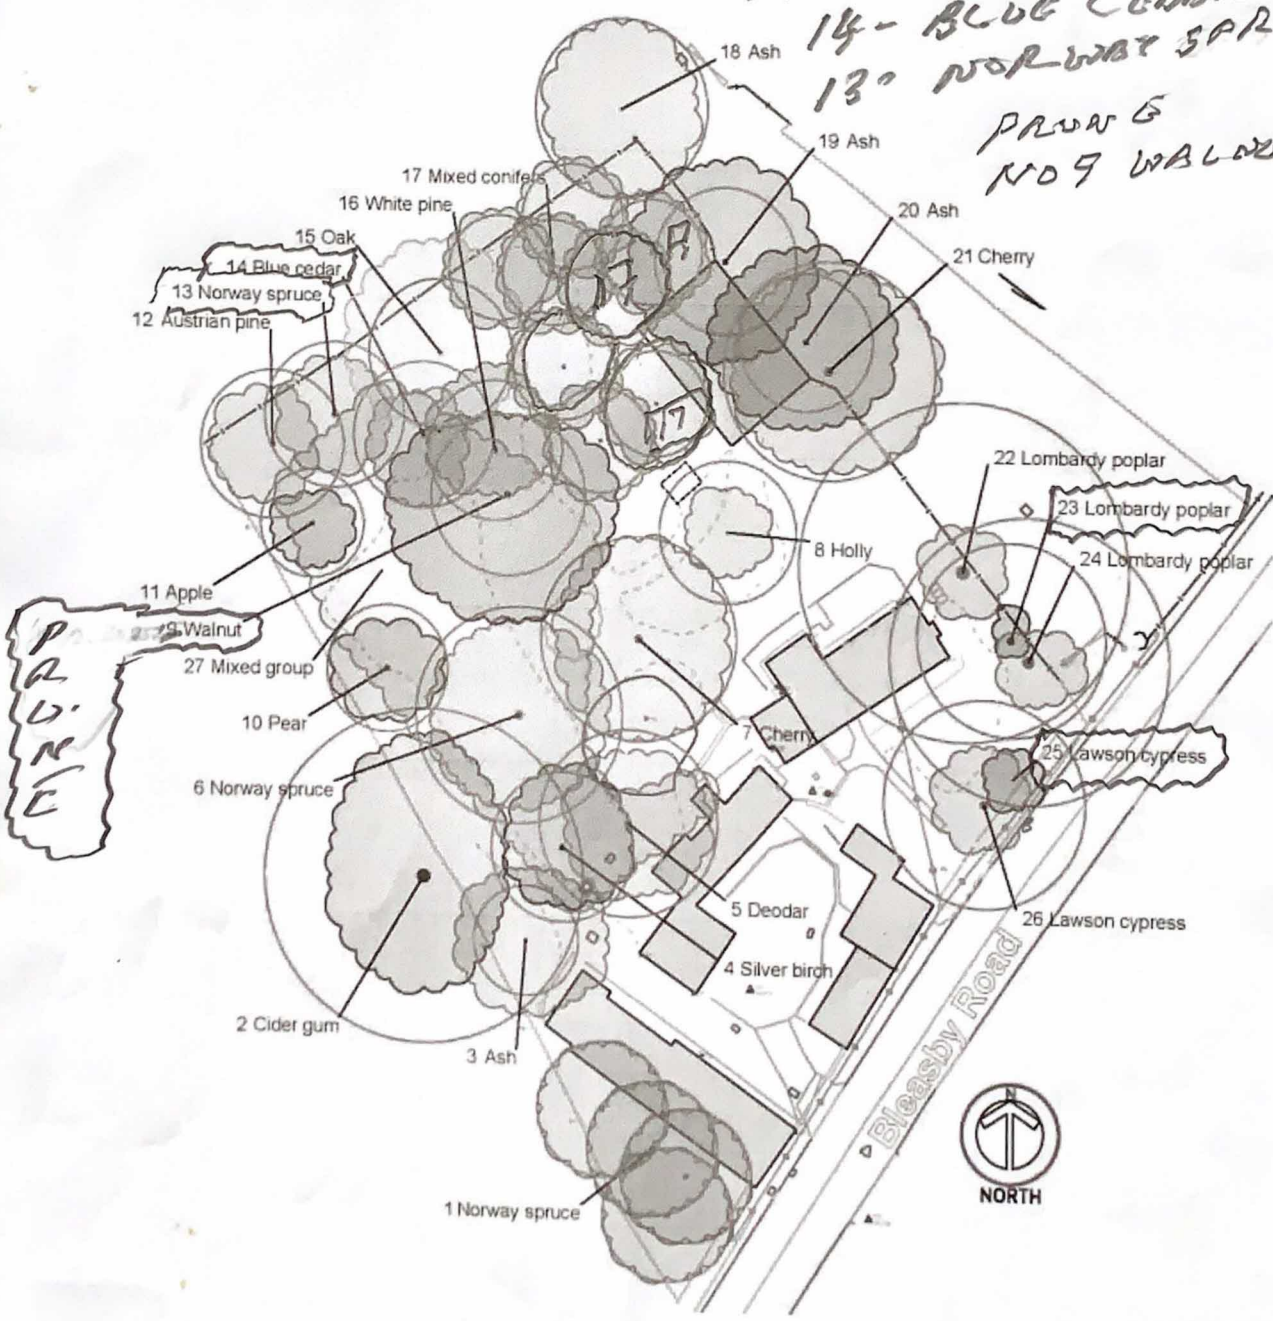 14 - BLUE
13 - NORWAY SPR
PRUNE
NO 9 WALN
18 Ash
19 Ash
17 Mixed conifers
16 White pine
20 Ash
15 Oak
21 Cherry
14 Blue cedar
13 Norway spruce
12 Austrian pine
A
17
17
22 Lombardy poplar
23 Lombardy poplar
8 Holly
24 Lombardy poplar
11 Apple
9 Walnut
PRUNE
27 Mixed group
10 Pear
7 Cherry
25 Lawson cypress
6 Norway spruce
5 Deodar
26 Lawson cypress
4 Silver birch
2 Cider gum
3 Ash
Bleasby Road
N
NORTH
1 Norway spruce